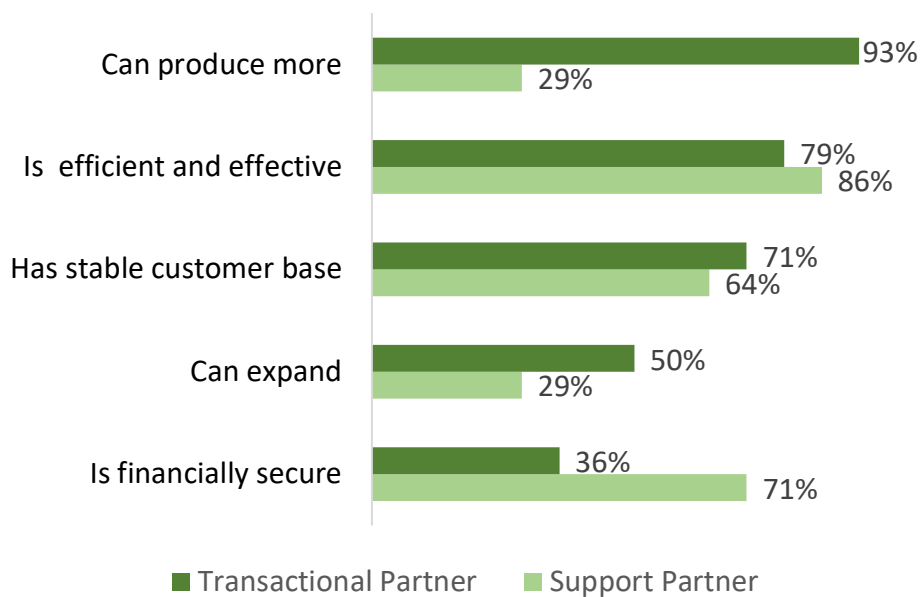 Can produce more
93%
29%
Is efficient and effective
79%
86%
Has stable customer base
71%
64%
Can expand
50%
29%
Is financially secure
36%
71%
Transactional Partner
Support Partner